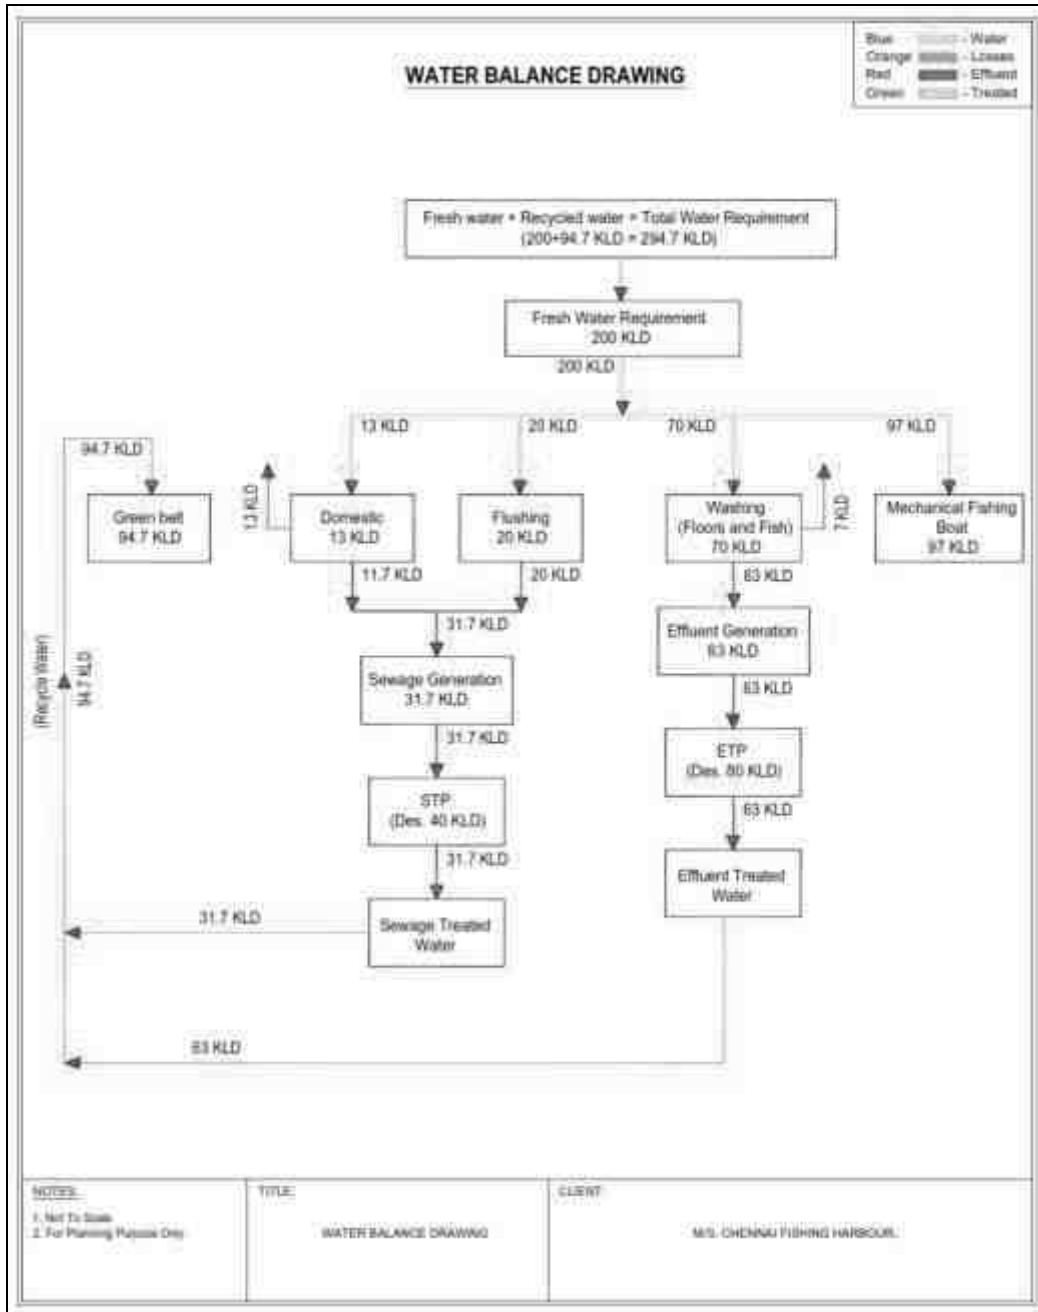 Blue - Water
Orange - Losses
Red - Effluent
Green - Treated
WATER BALANCE DRAWING
Fresh water + Recycled water = Total Water Requirement
(200+94.7 KLD = 294.7 KLD)
Fresh Water Requirement
200 KLD
200 KLD
13 KLD
20 KLD
70 KLD
97 KLD
94.7 KLD
Green belt
94.7 KLD
1.3 KLD
Domestic
13 KLD
Flushing
20 KLD
Washing
(Floors and Fish)
70 KLD
7 KLD
Mechanical Fishing
Boat
97 KLD
11.7 KLD
20 KLD
63 KLD
31.7 KLD
Effluent Generation
63 KLD
Sewage Generation
31.7 KLD
63 KLD
(Recycle Water)
94.7 KLD
31.7 KLD
ETP
(Des. 80 KLD)
STP
(Des. 40 KLD)
63 KLD
31.7 KLD
Effluent Treated
Water
31.7 KLD
Sewage Treated
Water
63 KLD
NOTES:
1. Not To Scale
2. For Planning Purpose Only
TITLE:
WATER BALANCE DRAWING
CLIENT:
M/S. CHENNAI FISHING HARBOUR.